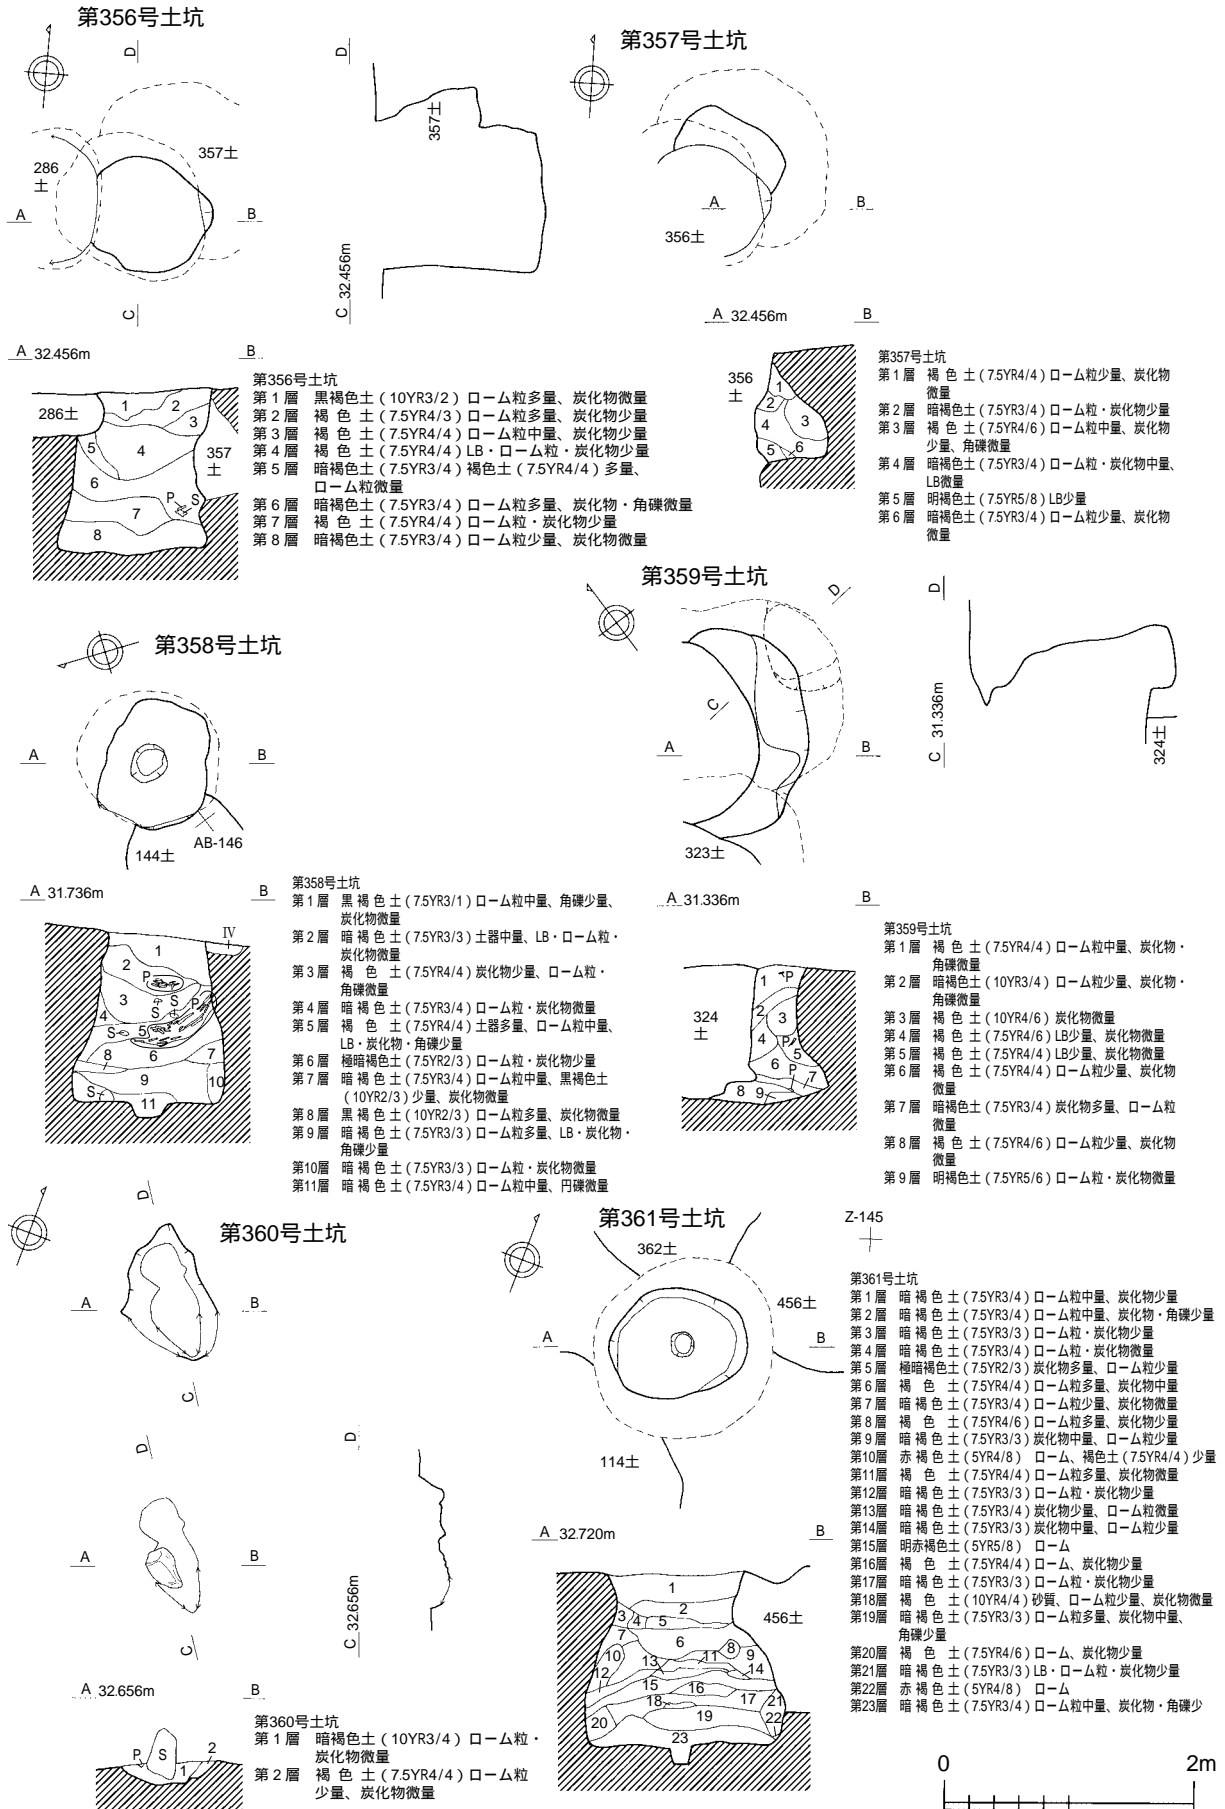 第356号土坑
D
D
357土
286
土
A
B
C
357土
C 32.456m
第357号土坑
A
B
356土
A 32.456m
B
A 32.456m
B
286土
1
2
3
4
5
6
7
8
P
S
357
土
第356号土坑
第1層 黒褐色土(10YR3/2)ローム粒多量、炭化物微量
第2層 褐色土(7.5YR4/3)ローム粒多量、炭化物少量
第3層 褐色土(7.5YR4/4)ローム粒中量、炭化物少量
第4層 褐色土(7.5YR4/4)LB・ローム粒・炭化物少量
第5層 暗褐色土(7.5YR3/4)褐色土(7.5YR4/4)多量、
ローム粒微量
第6層 暗褐色土(7.5YR3/4)ローム粒多量、炭化物・角礫微量
第7層 褐色土(7.5YR4/4)ローム粒・炭化物少量
第8層 暗褐色土(7.5YR3/4)ローム粒少量、炭化物微量
356
土
1
2
3
4
5
6
第357号土坑
第1層 褐色土(7.5YR4/4)ローム粒少量、炭化物
微量
第2層 暗褐色土(7.5YR3/4)ローム粒・炭化物少量
第3層 褐色土(7.5YR4/6)ローム粒中量、炭化物
少量、角礫微量
第4層 暗褐色土(7.5YR3/4)ローム粒・炭化物中量、
LB微量
第5層 明褐色土(7.5YR5/8)LB少量
第6層 暗褐色土(7.5YR3/4)ローム粒少量、炭化物
微量
第358号土坑
A
B
AB-146
144土
A 31.736m
B
IV
1
2
P
3
S
P
S
4
S
5
8
6
7
9
10
S
11
第358号土坑
第1層 黒褐色土(7.5YR3/1)ローム粒中量、角礫少量、
炭化物微量
第2層 暗褐色土(7.5YR3/3)土器中量、LB・ローム粒・
炭化物微量
第3層 褐色土(7.5YR4/4)炭化物少量、ローム粒・
角礫微量
第4層 暗褐色土(7.5YR3/4)ローム粒・炭化物微量
第5層 褐色土(7.5YR4/4)土器多量、ローム粒中量、
LB・炭化物・角礫少量
第6層 極暗褐色土(7.5YR2/3)ローム粒・炭化物少量
第7層 暗褐色土(7.5YR3/4)ローム粒中量、黒褐色土
(10YR2/3)少量、炭化物微量
第8層 黒褐色土(10YR2/3)ローム粒多量、炭化物微量
第9層 暗褐色土(7.5YR3/3)ローム粒多量、LB・炭化物・
角礫少量
第10層 暗褐色土(7.5YR3/3)ローム粒・炭化物微量
第11層 暗褐色土(7.5YR3/4)ローム粒中量、円礫微量
第359号土坑
D
C
A
B
323土
D
C 31.336m
324土
A 31.336m
B
324
土
1
P
2
3
4
P
5
6
P
7
8
9
第359号土坑
第1層 褐色土(7.5YR4/4)ローム粒中量、炭化物・
角礫微量
第2層 暗褐色土(10YR3/4)ローム粒少量、炭化物・
角礫微量
第3層 褐色土(10YR4/6)炭化物微量
第4層 褐色土(7.5YR4/6)LB少量、炭化物微量
第5層 褐色土(7.5YR4/4)LB少量、炭化物微量
第6層 褐色土(7.5YR4/4)ローム粒少量、炭化物
微量
第7層 暗褐色土(7.5YR3/4)炭化物多量、ローム粒
微量
第8層 褐色土(7.5YR4/6)ローム粒少量、炭化物
微量
第9層 明褐色土(7.5YR5/6)ローム粒・炭化物微量
第360号土坑
D
A
B
C
D
A
B
C
D
C 32.656m
A 32.656m
B
P
S
1
2
第360号土坑
第1層 暗褐色土(10YR3/4)ローム粒・
炭化物微量
第2層 褐色土(7.5YR4/4)ローム粒
少量、炭化物微量
第361号土坑
Z-145
362土
456土
A
B
114土
A 32.720m
B
1
2
3
4
5
456土
7
6
8
10
11
9
13
14
12
15
16
18
17
21
19
22
20
23
第361号土坑
第1層 暗褐色土(7.5YR3/4)ローム粒中量、炭化物少量
第2層 暗褐色土(7.5YR3/4)ローム粒中量、炭化物・角礫少量
第3層 暗褐色土(7.5YR3/3)ローム粒・炭化物少量
第4層 暗褐色土(7.5YR3/4)ローム粒・炭化物微量
第5層 極暗褐色土(7.5YR2/3)炭化物多量、ローム粒少量
第6層 褐色土(7.5YR4/4)ローム粒多量、炭化物中量
第7層 暗褐色土(7.5YR3/4)ローム粒少量、炭化物微量
第8層 褐色土(7.5YR4/6)ローム粒多量、炭化物少量
第9層 暗褐色土(7.5YR3/3)炭化物中量、ローム粒少量
第10層 赤褐色土(5YR4/8) ローム、褐色土(7.5YR4/4)少量
第11層 褐色土(7.5YR4/4)ローム粒多量、炭化物微量
第12層 暗褐色土(7.5YR3/3)ローム粒・炭化物少量
第13層 暗褐色土(7.5YR3/4)炭化物少量、ローム粒微量
第14層 暗褐色土(7.5YR3/3)炭化物中量、ローム粒少量
第15層 明赤褐色土(5YR5/8) ローム
第16層 褐色土(7.5YR4/4)ローム、炭化物少量
第17層 暗褐色土(7.5YR3/3)ローム粒・炭化物少量
第18層 褐色土(10YR4/4)砂質、ローム粒少量、炭化物微量
第19層 暗褐色土(7.5YR3/3)ローム粒多量、炭化物中量、
角礫少量
第20層 褐色土(7.5YR4/6)ローム、炭化物少量
第21層 暗褐色土(7.5YR3/3)LB・ローム粒・炭化物少量
第22層 赤褐色土(5YR4/8) ローム
第23層 暗褐色土(7.5YR3/4)ローム粒中量、炭化物・角礫少
0 2m